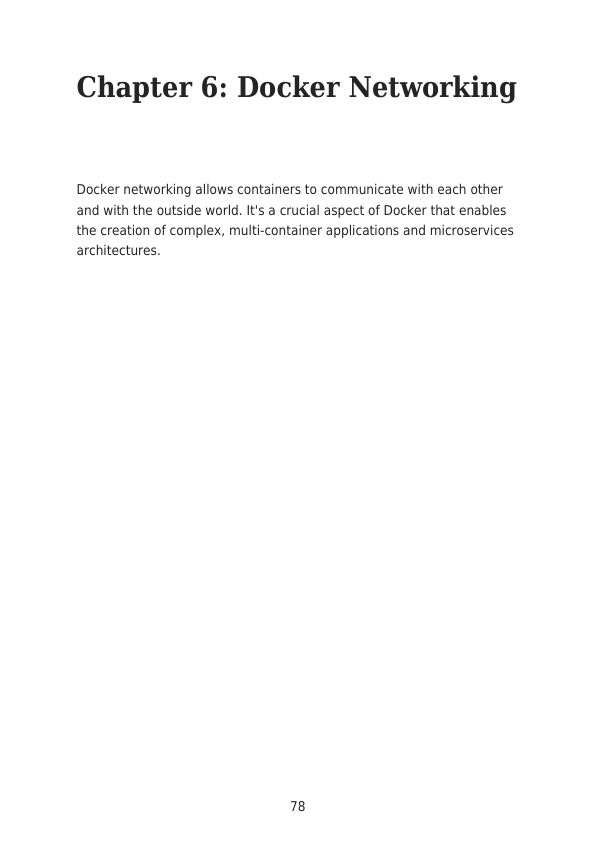 Chapter 6: Docker Networking
Docker networking allows containers to communicate with each other
and with the outside world. It's a crucial aspect of Docker that enables
the creation of complex, multi-container applications and microservices
architectures.
78